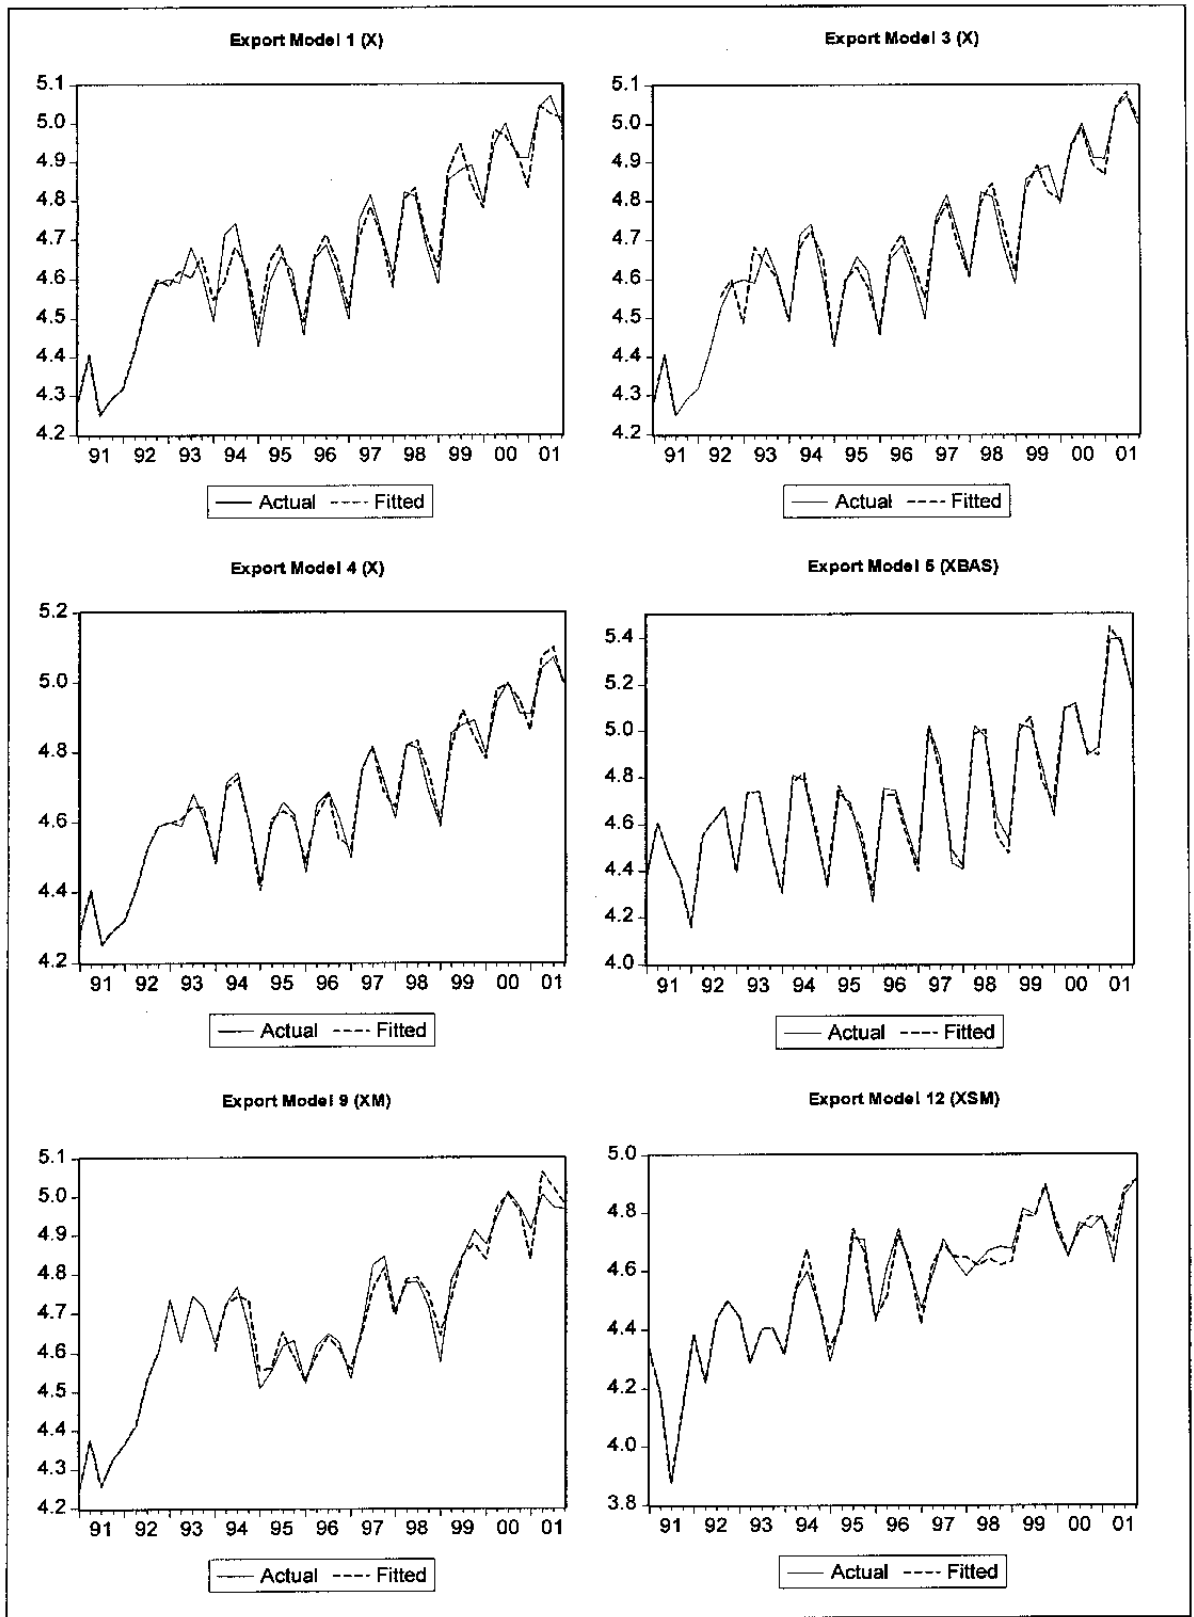 Export Model 1 (X)
5.1
5.0
4.9
4.8
4.7
4.6
4.5
4.4
4.3
4.2
91 92 93 94 95 96 97 98 99 00 01
Actual Fitted
Export Model 3 (X)
5.1
5.0
4.9
4.8
4.7
4.6
4.5
4.4
4.3
4.2
91 92 93 94 95 96 97 98 99 00 01
Actual Fitted
Export Model 4 (X)
5.2
5.0
4.8
4.6
4.4
4.2
91 92 93 94 95 96 97 98 99 00 01
Actual Fitted
Export Model 5 (XBAS)
5.4
5.2
5.0
4.8
4.6
4.4
4.2
4.0
91 92 93 94 95 96 97 98 99 00 01
Actual Fitted
Export Model 9 (XM)
5.1
5.0
4.9
4.8
4.7
4.6
4.5
4.4
4.3
4.2
91 92 93 94 95 96 97 98 99 00 01
Actual Fitted
Export Model 12 (XSM)
5.0
4.8
4.6
4.4
4.2
4.0
3.8
91 92 93 94 95 96 97 98 99 00 01
Actual Fitted